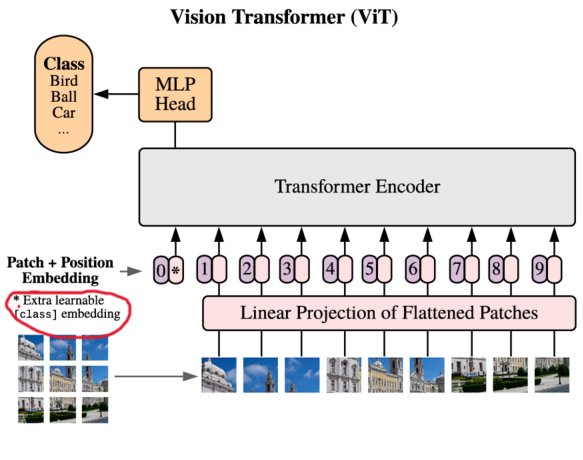 Vision Transformer (ViT)
Class
Bird
Ball
Car
...
MLP
Head
Transformer Encoder
Patch + Position
Embedding
0 * 1 2 3 4 5 6 7 8 9
* Extra learnable
[class] embedding
Linear Projection of Flattened Patches